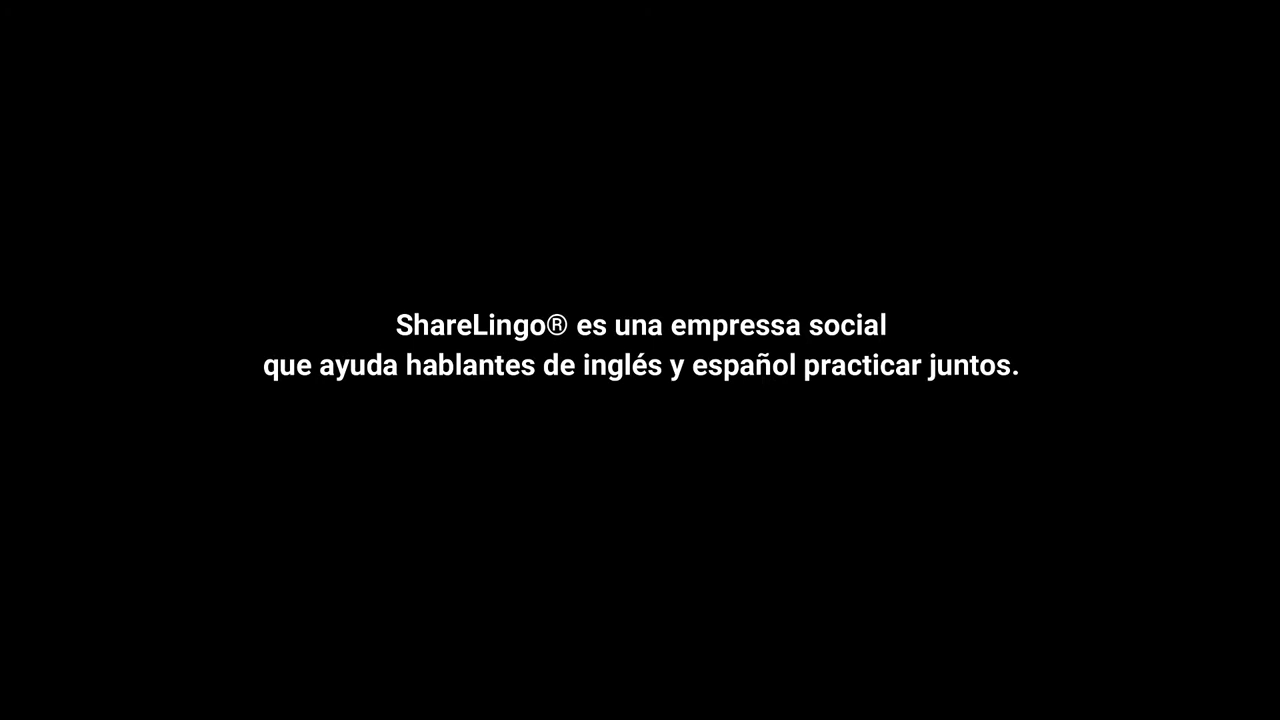 ShareLingo® es una empressa social
que ayuda hablantes de inglés y español practicar juntos.